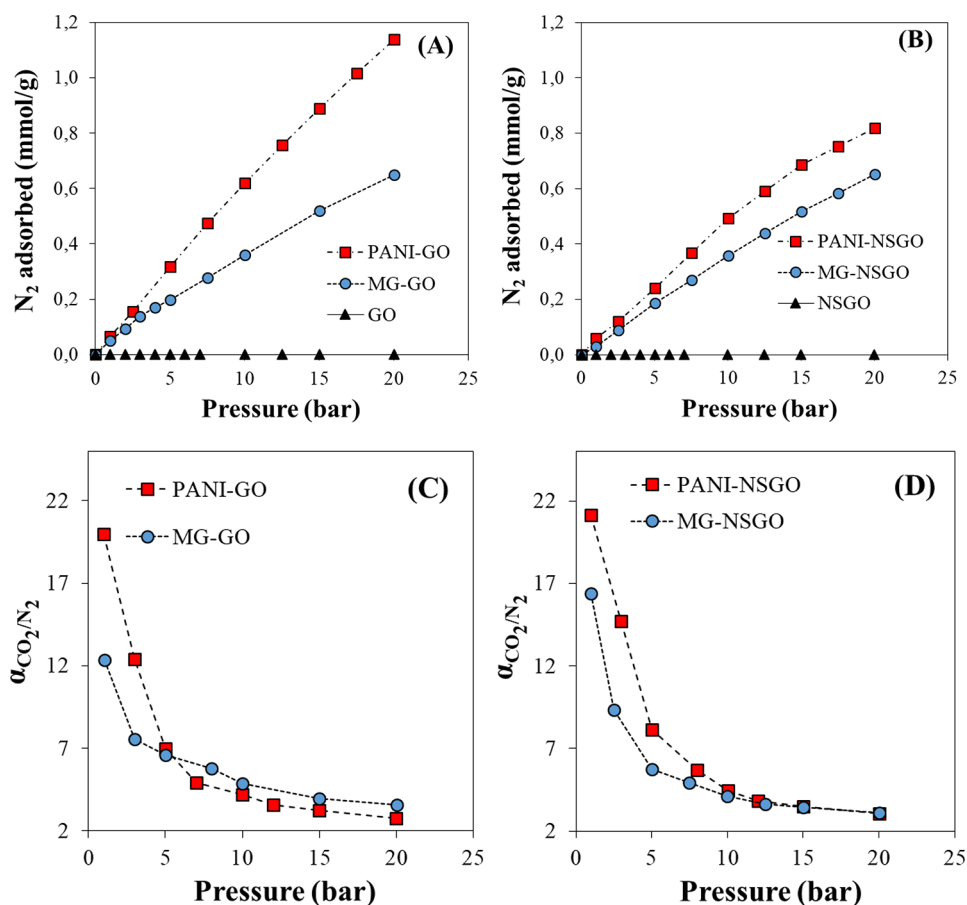 (A)
N₂ adsorbed (mmol/g)
1,2
1,0
0,8
0,6
0,4
0,2
0,0
PANI-GO
MG-GO
GO
0 5 10 15 20 25
Pressure (bar)
(B)
N₂ adsorbed (mmol/g)
1,2
1,0
0,8
0,6
0,4
0,2
0,0
PANI-NSGO
MG-NSGO
NSGO
0 5 10 15 20 25
Pressure (bar)
(C)
α CO₂/N₂
22
17
12
7
2
PANI-GO
MG-GO
0 5 10 15 20 25
Pressure (bar)
(D)
α CO₂/N₂
22
17
12
7
2
PANI-NSGO
MG-NSGO
0 5 10 15 20 25
Pressure (bar)